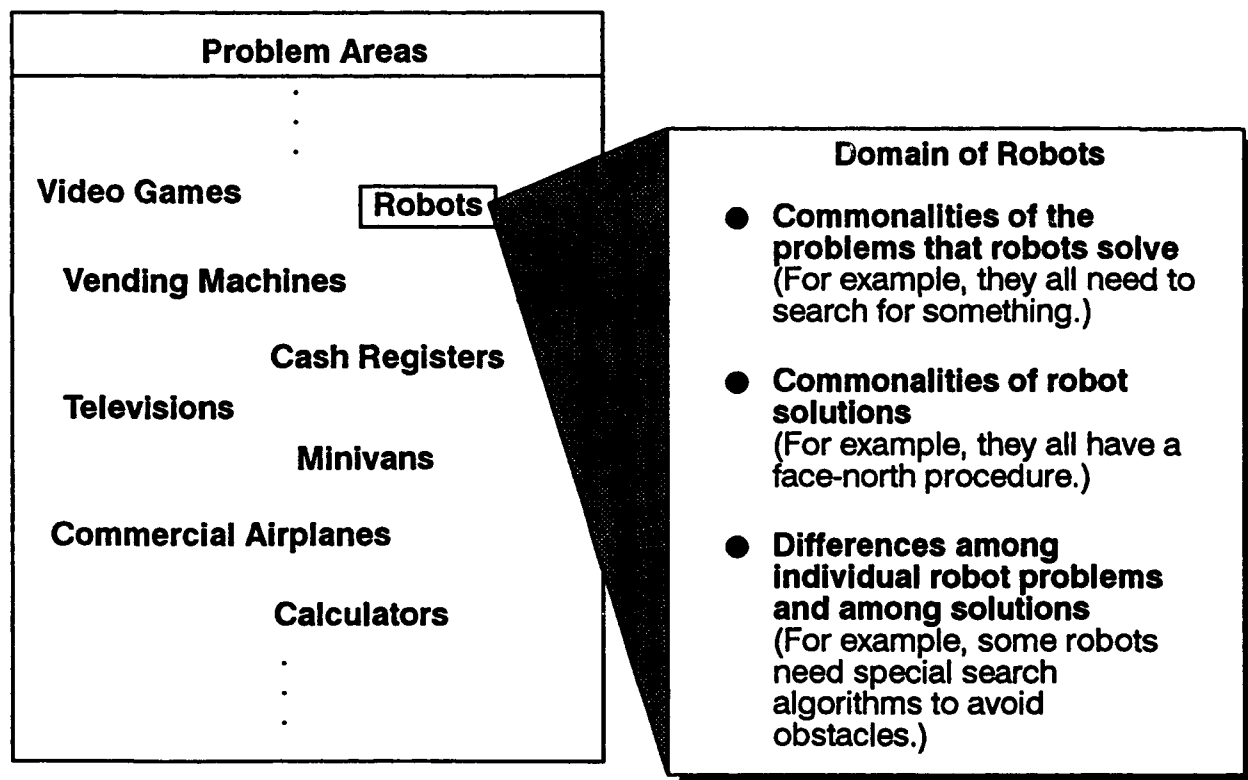 Problem Areas
.
.
.
Video Games
Robots
Vending Machines
Cash Registers
Televisions
Minivans
Commercial Airplanes
Calculators
.
.
.
Domain of Robots
● Commonalities of the
problems that robots solve
(For example, they all need to
search for something.)
● Commonalities of robot
solutions
(For example, they all have a
face-north procedure.)
● Differences among
individual robot problems
and among solutions
(For example, some robots
need special search
algorithms to avoid
obstacles.)